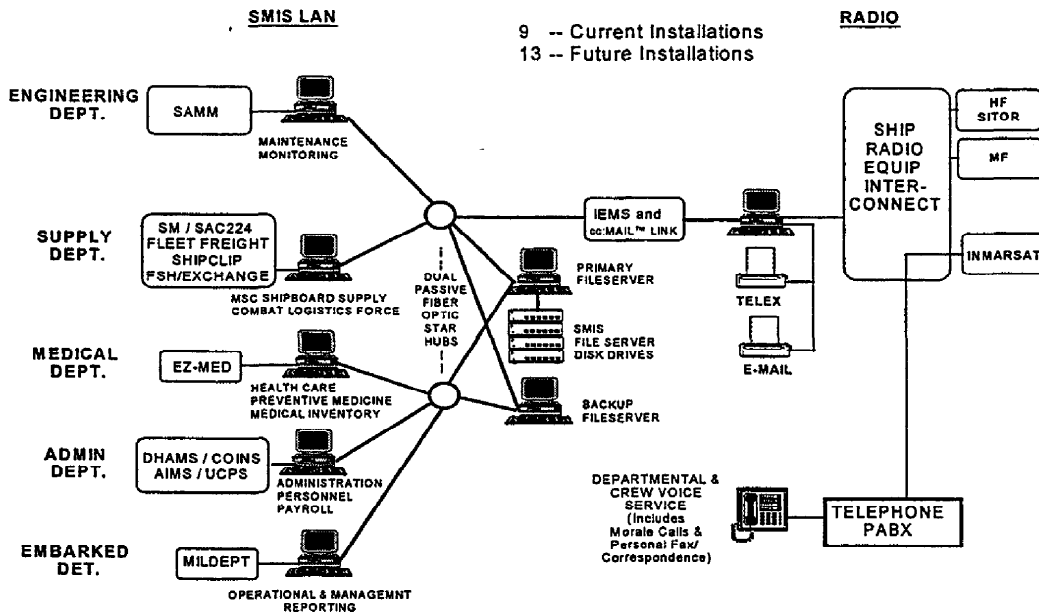 SMIS LAN
9 -- Current Installations
13 -- Future Installations
RADIO
ENGINEERING
DEPT.
SAMM
MAINTENANCE
MONITORING
SUPPLY
DEPT.
SM / SAC224
FLEET FREIGHT
SHIPCLIP
FSH/EXCHANGE
MSC SHIPBOARD SUPPLY
COMBAT LOGISTICS FORCE
MEDICAL
DEPT.
EZ-MED
HEALTH CARE
PREVENTIVE MEDICINE
MEDICAL INVENTORY
ADMIN
DEPT.
DHAMS / COINS
AIMS / UCPS
ADMINISTRATION
PERSONNEL
PAYROLL
EMBARKED
DET.
MILDEPT
OPERATIONAL & MANAGEMNT
REPORTING
DUAL
PASSIVE
FIBER
OPTIC
STAR
HUBS
IEMS and
cc:MAIL™ LINK
PRIMARY
FILESERVER
SMIS
FILE SERVER
DISK DRIVES
BACKUP
FILESERVER
TELEX
E-MAIL
SHIP
RADIO
EQUIP
INTER-
CONNECT
HF
SITOR
MF
INMARSAT
DEPARTMENTAL &
CREW VOICE
SERVICE
(Includes
Morale Calls &
Personal Fax/
Correspondence)
TELEPHONE
PABX